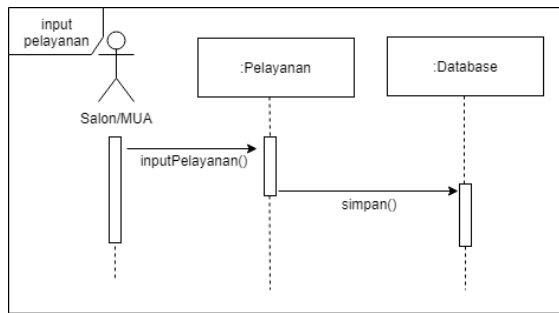 input
pelayanan
:Pelayanan
:Database
Salon/MUA
inputPelayanan()
simpan()